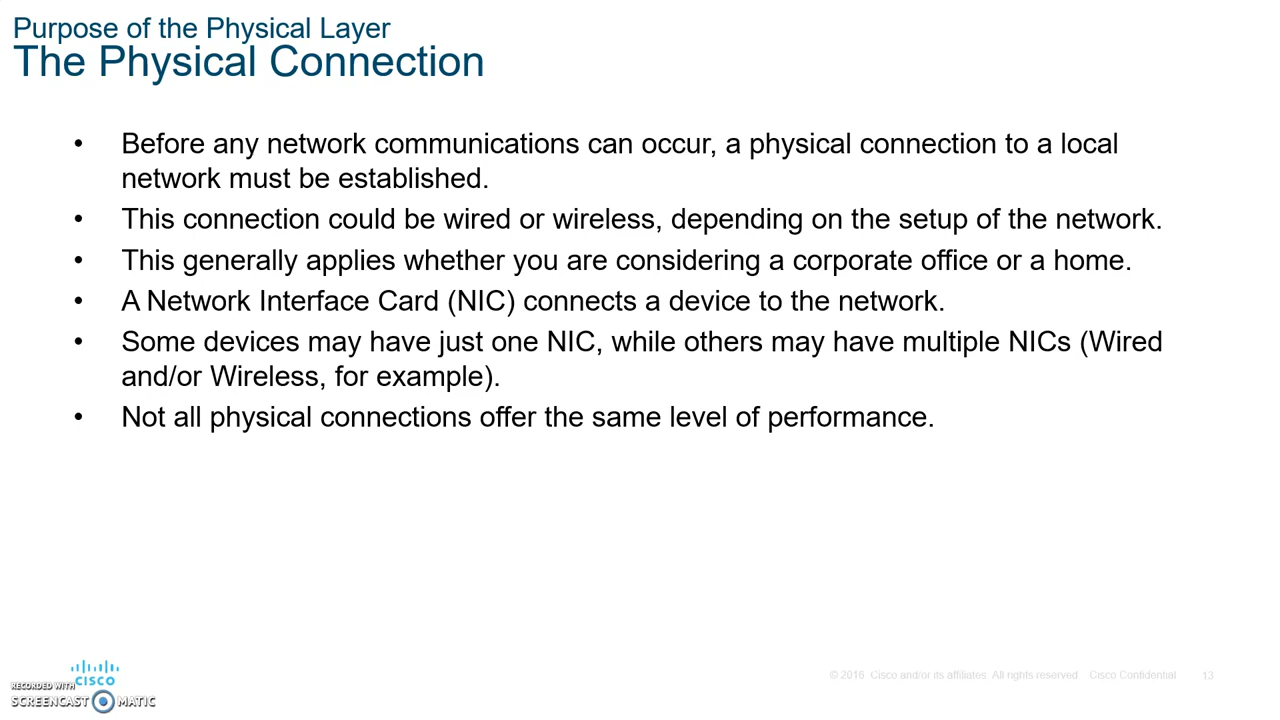 Purpose of the Physical Layer
The Physical Connection
• Before any network communications can occur, a physical connection to a local
network must be established.
• This connection could be wired or wireless, depending on the setup of the network.
• This generally applies whether you are considering a corporate office or a home.
• A Network Interface Card (NIC) connects a device to the network.
• Some devices may have just one NIC, while others may have multiple NICs (Wired
and/or Wireless, for example).
• Not all physical connections offer the same level of performance.
CISCO
RECORDED WITH
SCREENCAST MATIC
© 2016 Cisco and/or its affiliates. All rights reserved. Cisco Confidential 13